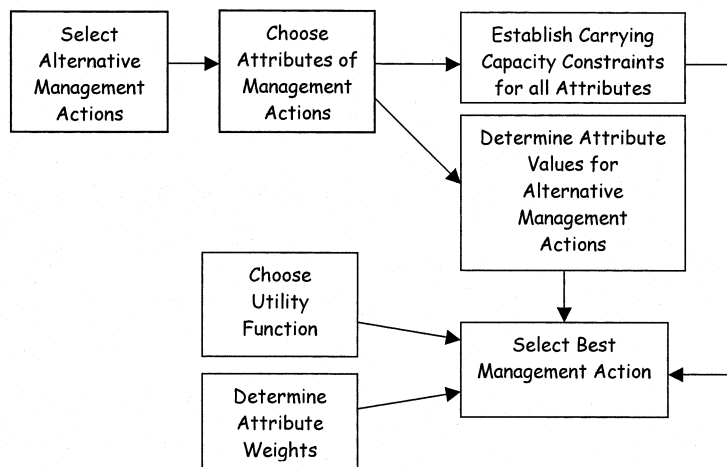 Select
Alternative
Management
Actions
Choose
Attributes of
Management
Actions
Establish Carrying
Capacity Constraints
for all Attributes
Determine Attribute
Values for
Alternative
Management
Actions
Choose
Utility
Function
Select Best
Management Action
Determine
Attribute
Weights